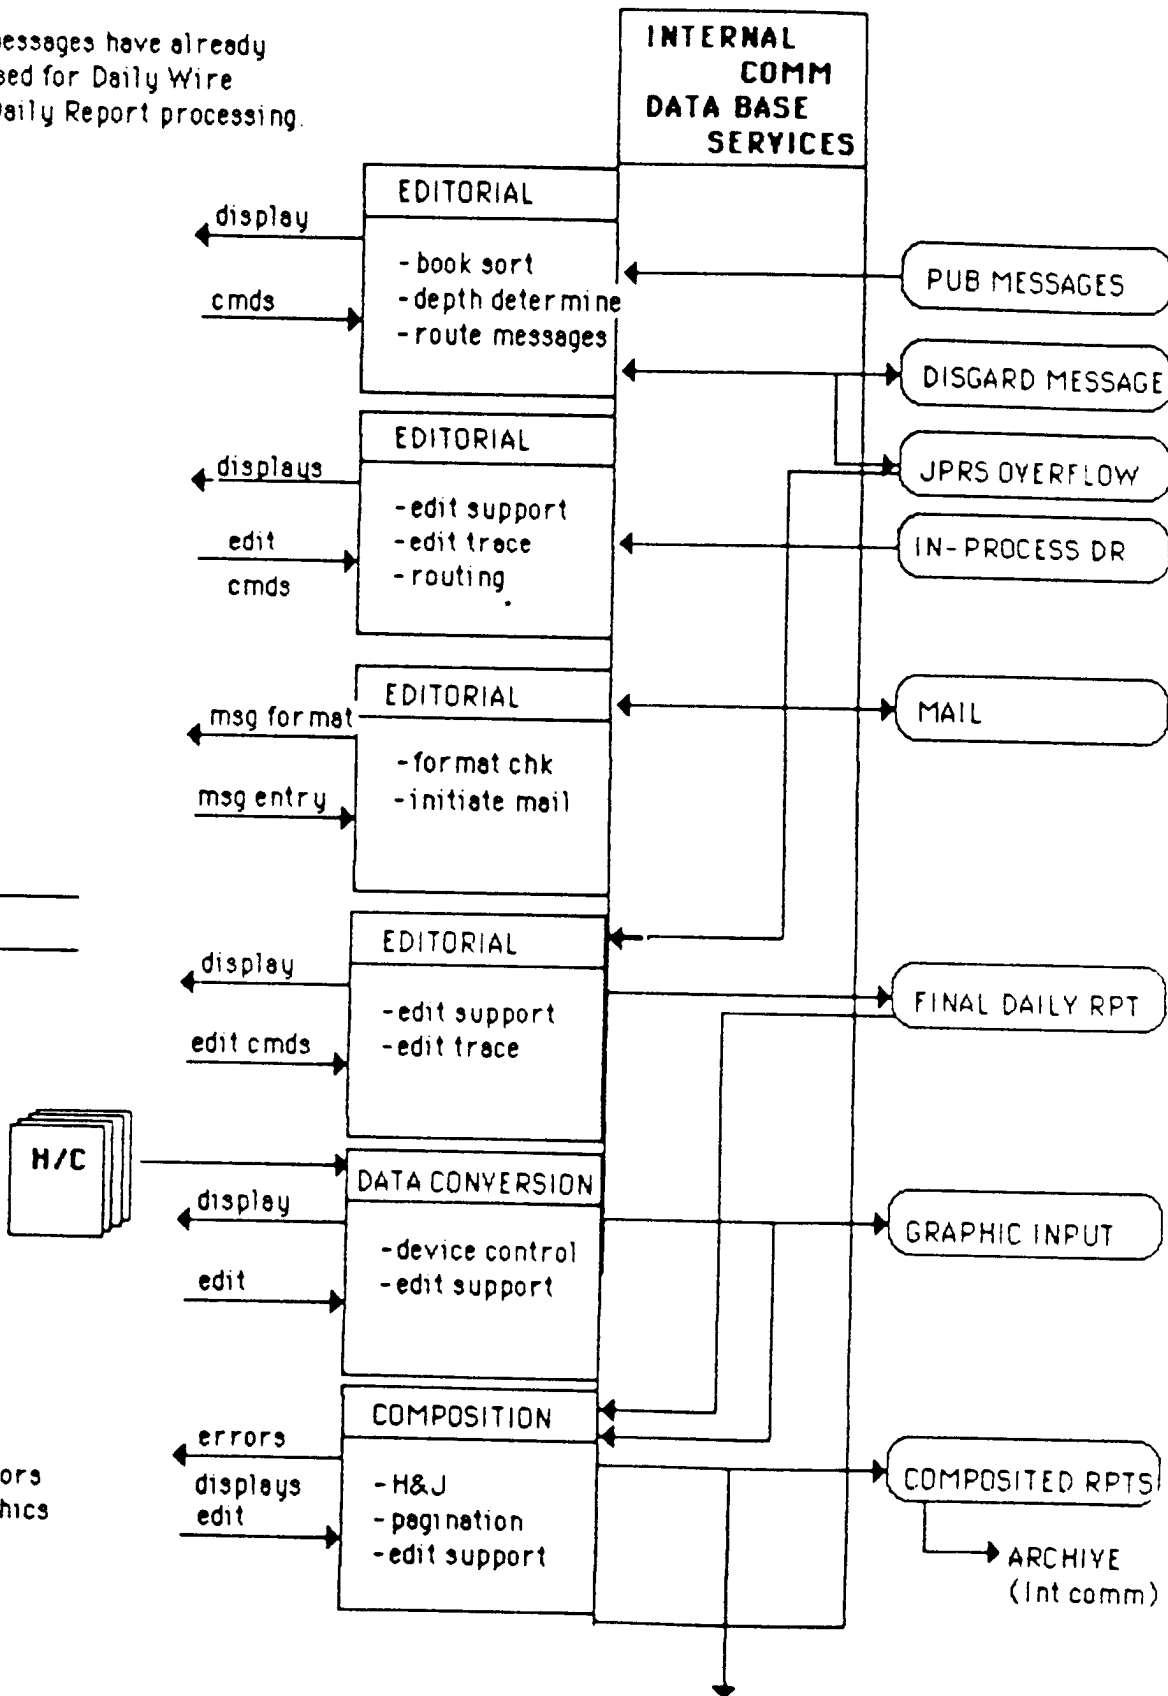 essages have already
sed for Daily Wire
Daily Report processing.
INTERNAL
COMM
DATA BASE
SERVICES
EDITORIAL
display
- book sort
cmds
- depth determine
- route messages
PUB MESSAGES
DISGARD MESSAGE
EDITORIAL
displays
- edit support
edit
- edit trace
cmds
- routing
JPRS OVERFLOW
IN-PROCESS DR
EDITORIAL
msg format
- format chk
msg entry
- initiate mail
MAIL
EDITORIAL
display
- edit support
edit cmds
- edit trace
FINAL DAILY RPT
H/C
DATA CONVERSION
display
- device control
edit
- edit support
GRAPHIC INPUT
COMPOSITION
errors
ors
displays
- H&J
hics
edit
- pagination
- edit support
COMPOSITED RPTS
ARCHIVE
(Int comm)